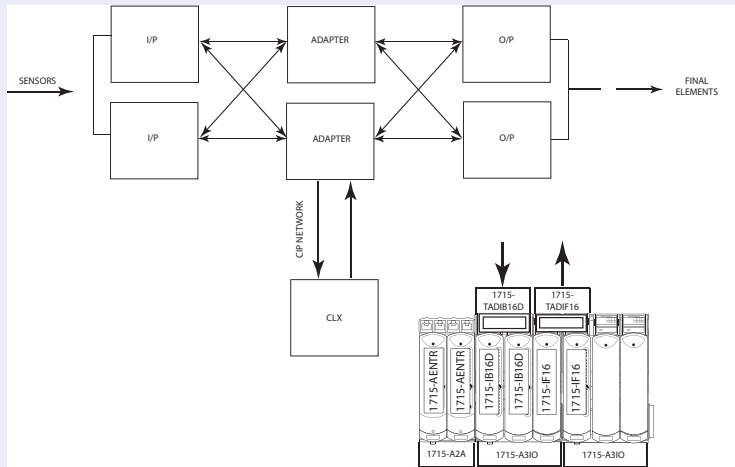 I/P
ADAPTER
O/P
SENSORS
FINAL
ELEMENTS
I/P
ADAPTER
O/P
CIP NETWORK
CLX
1715-
TADIB16D
1715-
TADIF16
1715-AENTR
1715-AENTR
1715-IB16D
1715-IB16D
1715-IF16
1715-IF16
1715-A2A
1715-A3IO
1715-A3IO